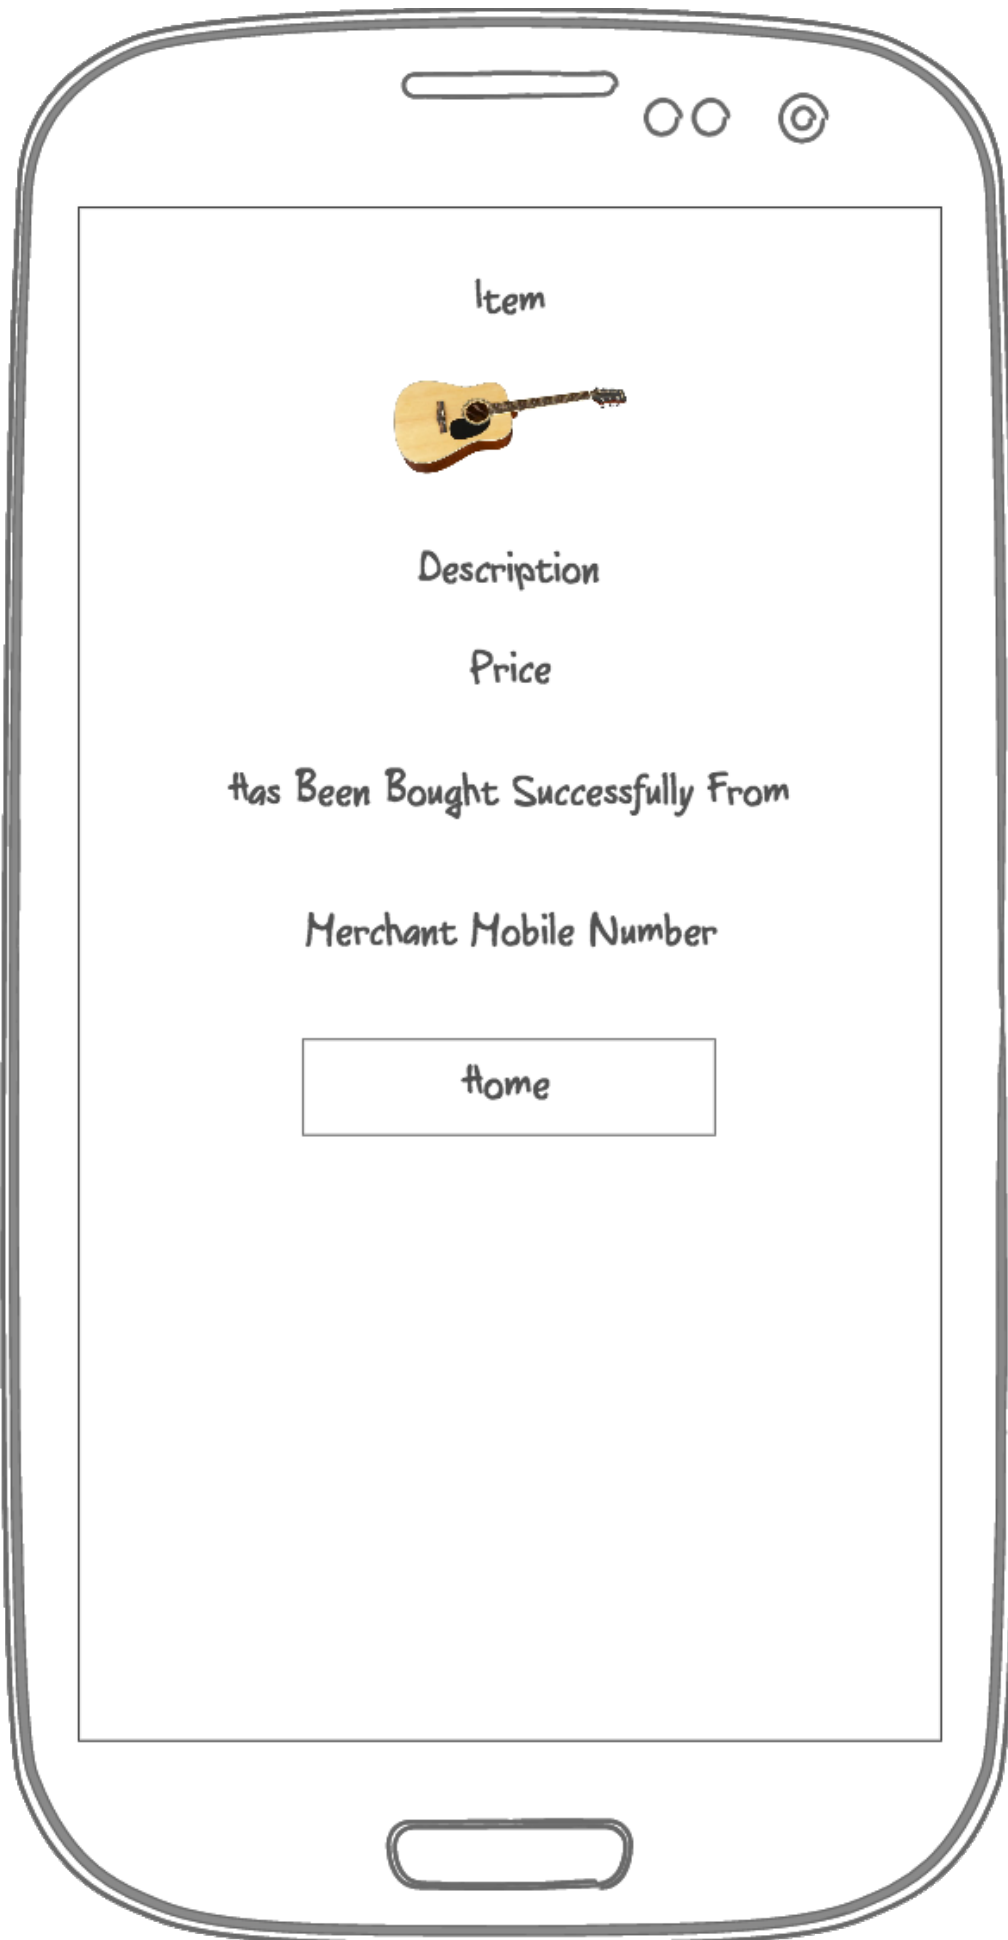 Item
Description
Price
Has Been Bought Successfully From
Merchant Mobile Number
Home